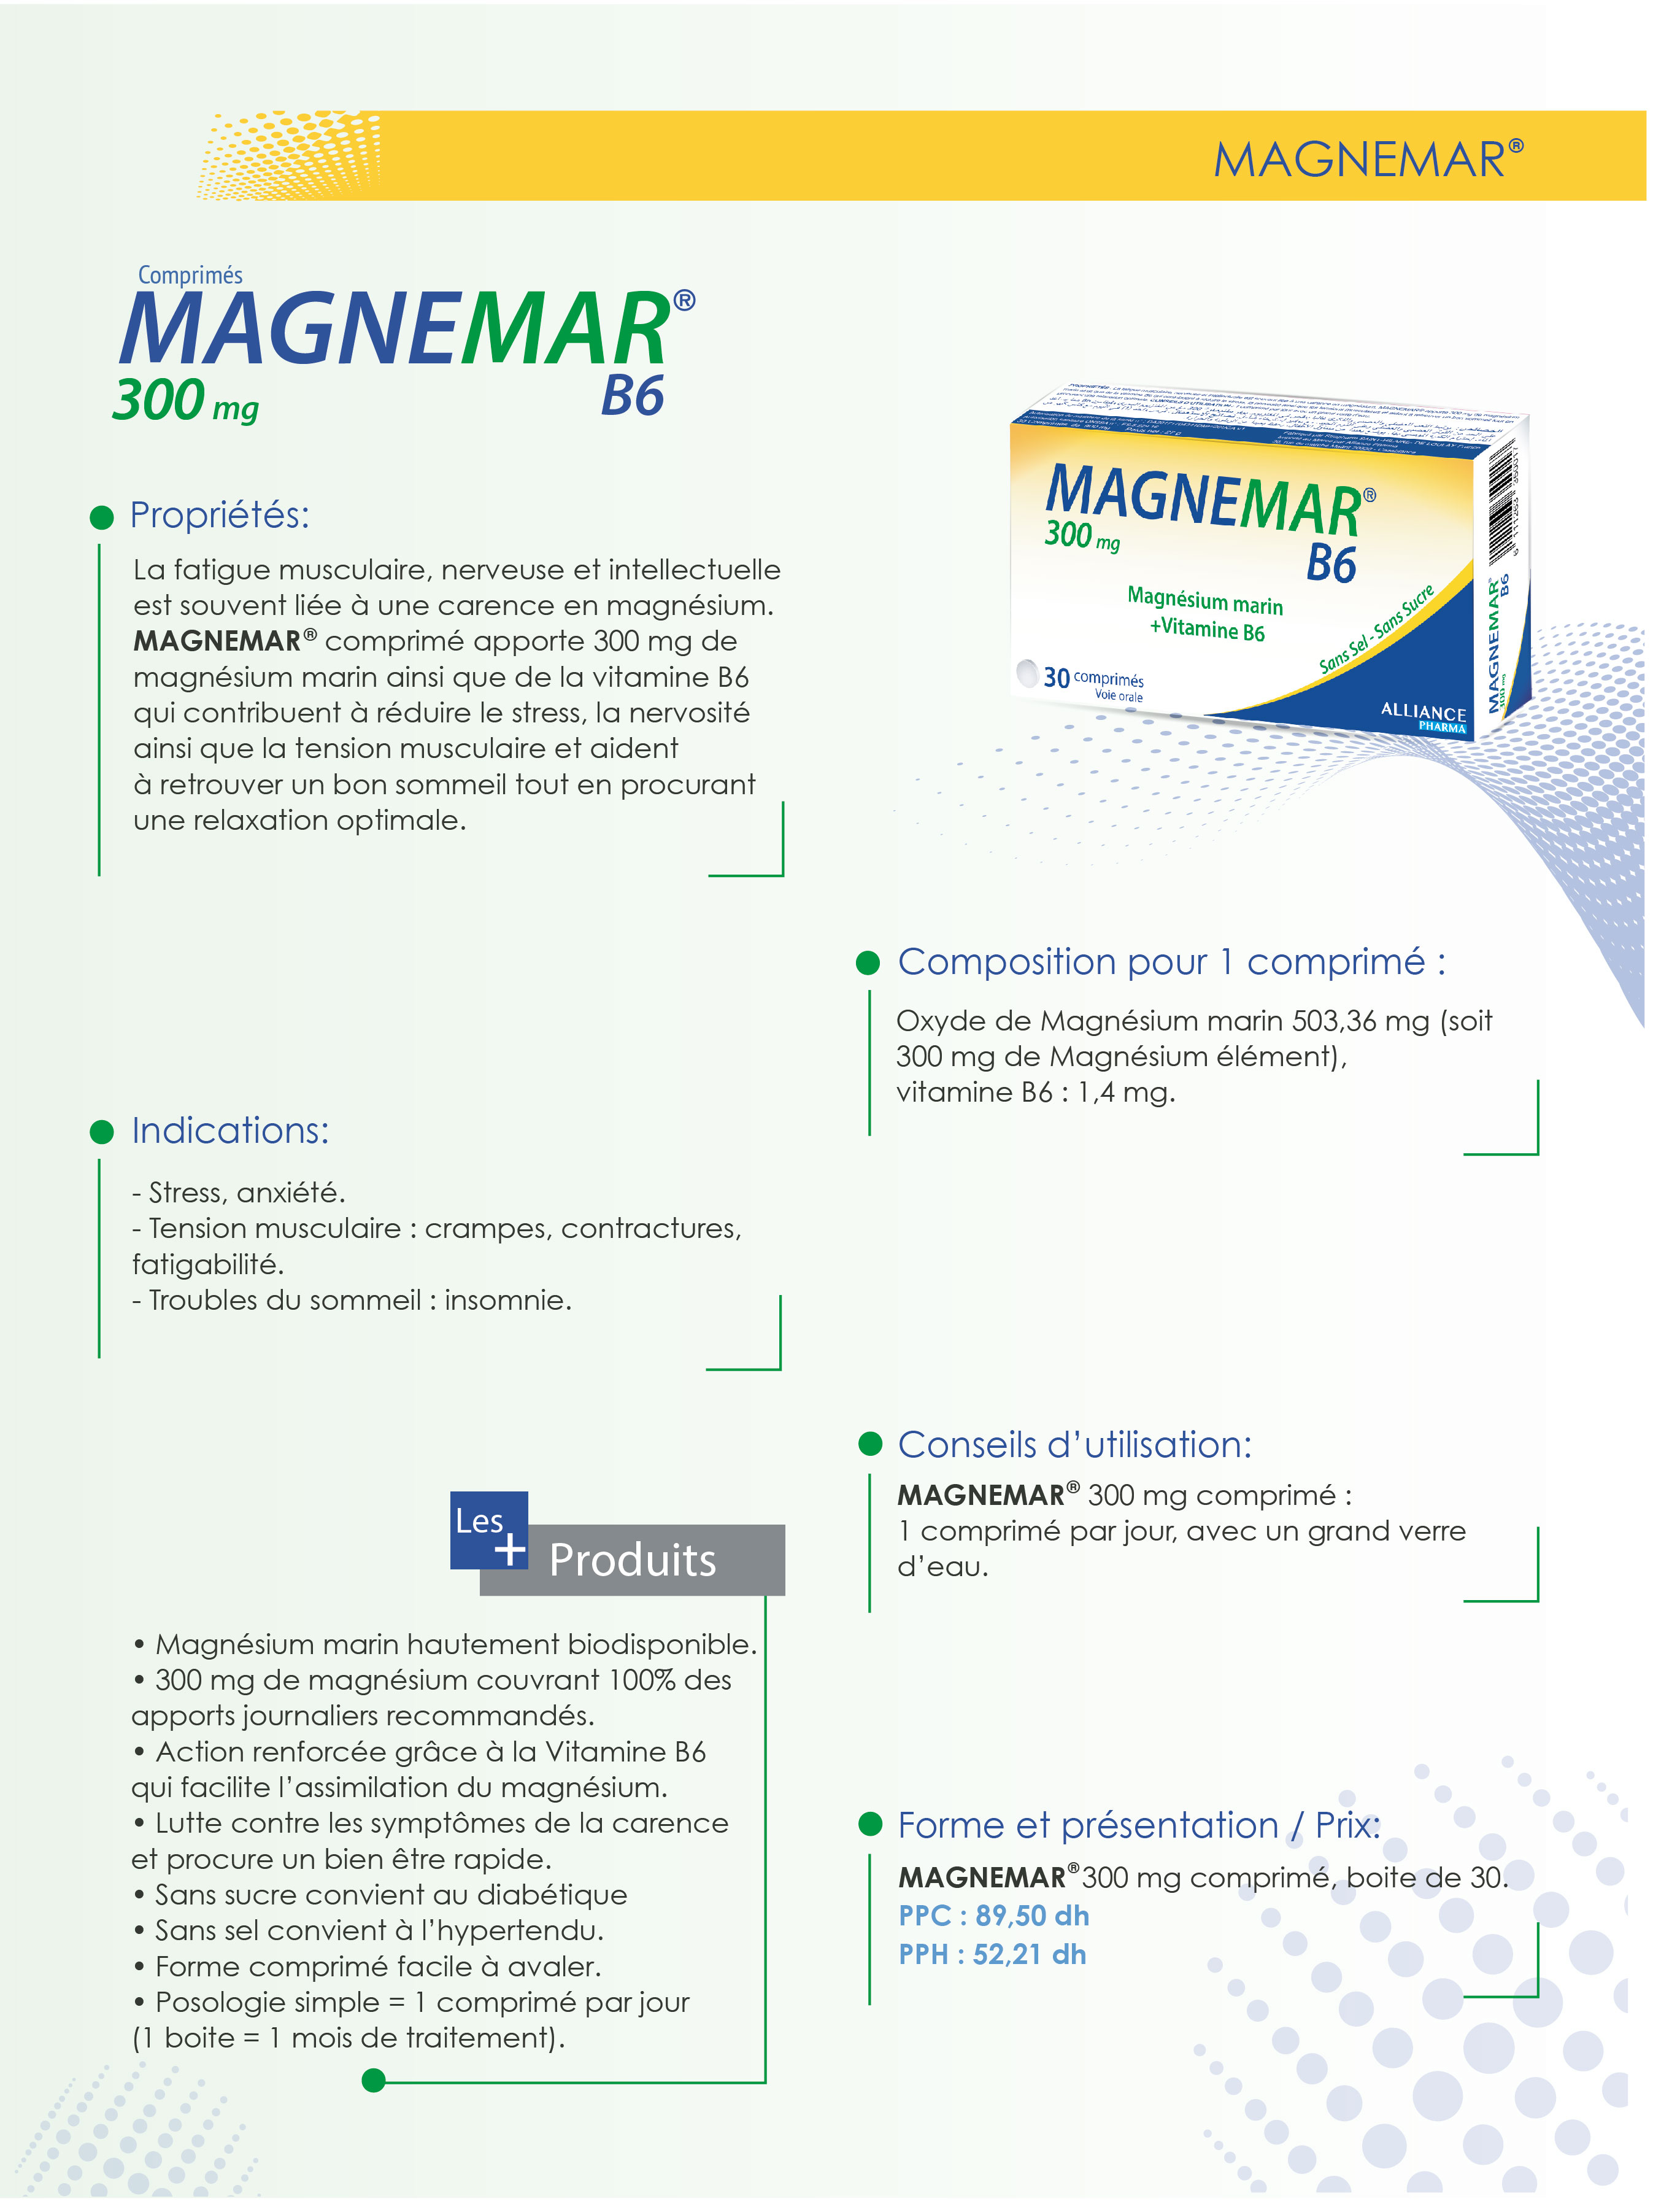 MAGNEMAR®
Comprimés
MAGNEMAR®
300 mg B6
Propriétés:
La fatigue musculaire, nerveuse et intellectuelle
est souvent liée à une carence en magnésium.
MAGNEMAR® comprimé apporte 300 mg de
magnésium marin ainsi que de la vitamine B6
qui contribuent à réduire le stress, la nervosité
ainsi que la tension musculaire et aident
à retrouver un bon sommeil tout en procurant
une relaxation optimale.
MAGNEMAR®
300 mg
B6
Magnésium marin
+Vitamine B6
Sans Sel - Sans Sucre
30 comprimés
Voie orale
ALLIANCE
PHARMA
MAGNEMAR®
B6
300 mg
Composition pour 1 comprimé :
Oxyde de Magnésium marin 503,36 mg (soit
300 mg de Magnésium élément),
vitamine B6 : 1,4 mg.
Indications:
- Stress, anxiété.
- Tension musculaire : crampes, contractures,
fatigabilité.
- Troubles du sommeil : insomnie.
Conseils d'utilisation:
MAGNEMAR® 300 mg comprimé :
1 comprimé par jour, avec un grand verre
d'eau.
Les +
Produits
• Magnésium marin hautement biodisponible.
• 300 mg de magnésium couvrant 100% des
apports journaliers recommandés.
• Action renforcée grâce à la Vitamine B6
qui facilite l'assimilation du magnésium.
• Lutte contre les symptômes de la carence
et procure un bien être rapide.
• Sans sucre convient au diabétique
• Sans sel convient à l'hypertendu.
• Forme comprimé facile à avaler.
• Posologie simple = 1 comprimé par jour
(1 boite = 1 mois de traitement).
Forme et présentation / Prix:
MAGNEMAR®300 mg comprimé, boite de 30.
PPC : 89,50 dh
PPH : 52,21 dh